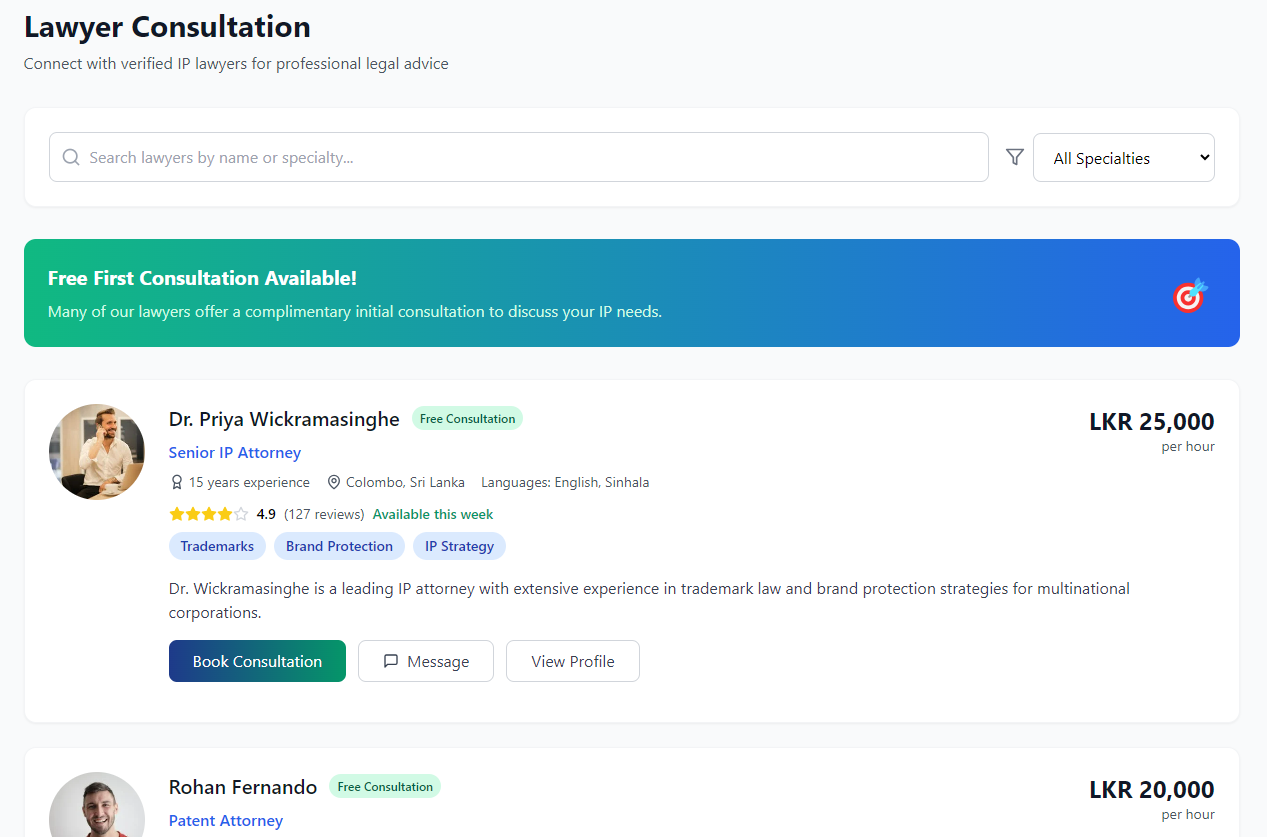 Lawyer Consultation
Connect with verified IP lawyers for professional legal advice
Search lawyers by name or specialty...
All Specialties
Free First Consultation Available!
Many of our lawyers offer a complimentary initial consultation to discuss your IP needs.
Dr. Priya Wickramasinghe Free Consultation LKR 25,000
Senior IP Attorney per hour
15 years experience Colombo, Sri Lanka Languages: English, Sinhala
4.9 (127 reviews) Available this week
Trademarks Brand Protection IP Strategy
Dr. Wickramasinghe is a leading IP attorney with extensive experience in trademark law and brand protection strategies for multinational
corporations.
Book Consultation Message View Profile
Rohan Fernando Free Consultation LKR 20,000
Patent Attorney per hour